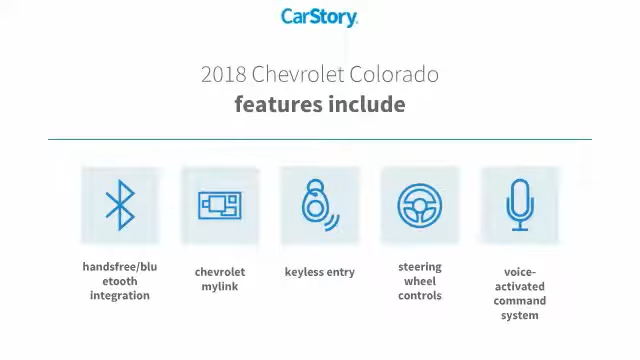 CarStory.
2018 Chevrolet Colorado
features include
handsfree/blu
etooth
integration
chevrolet
mylink
keyless entry
steering
wheel
controls
voice-
activated
command
system